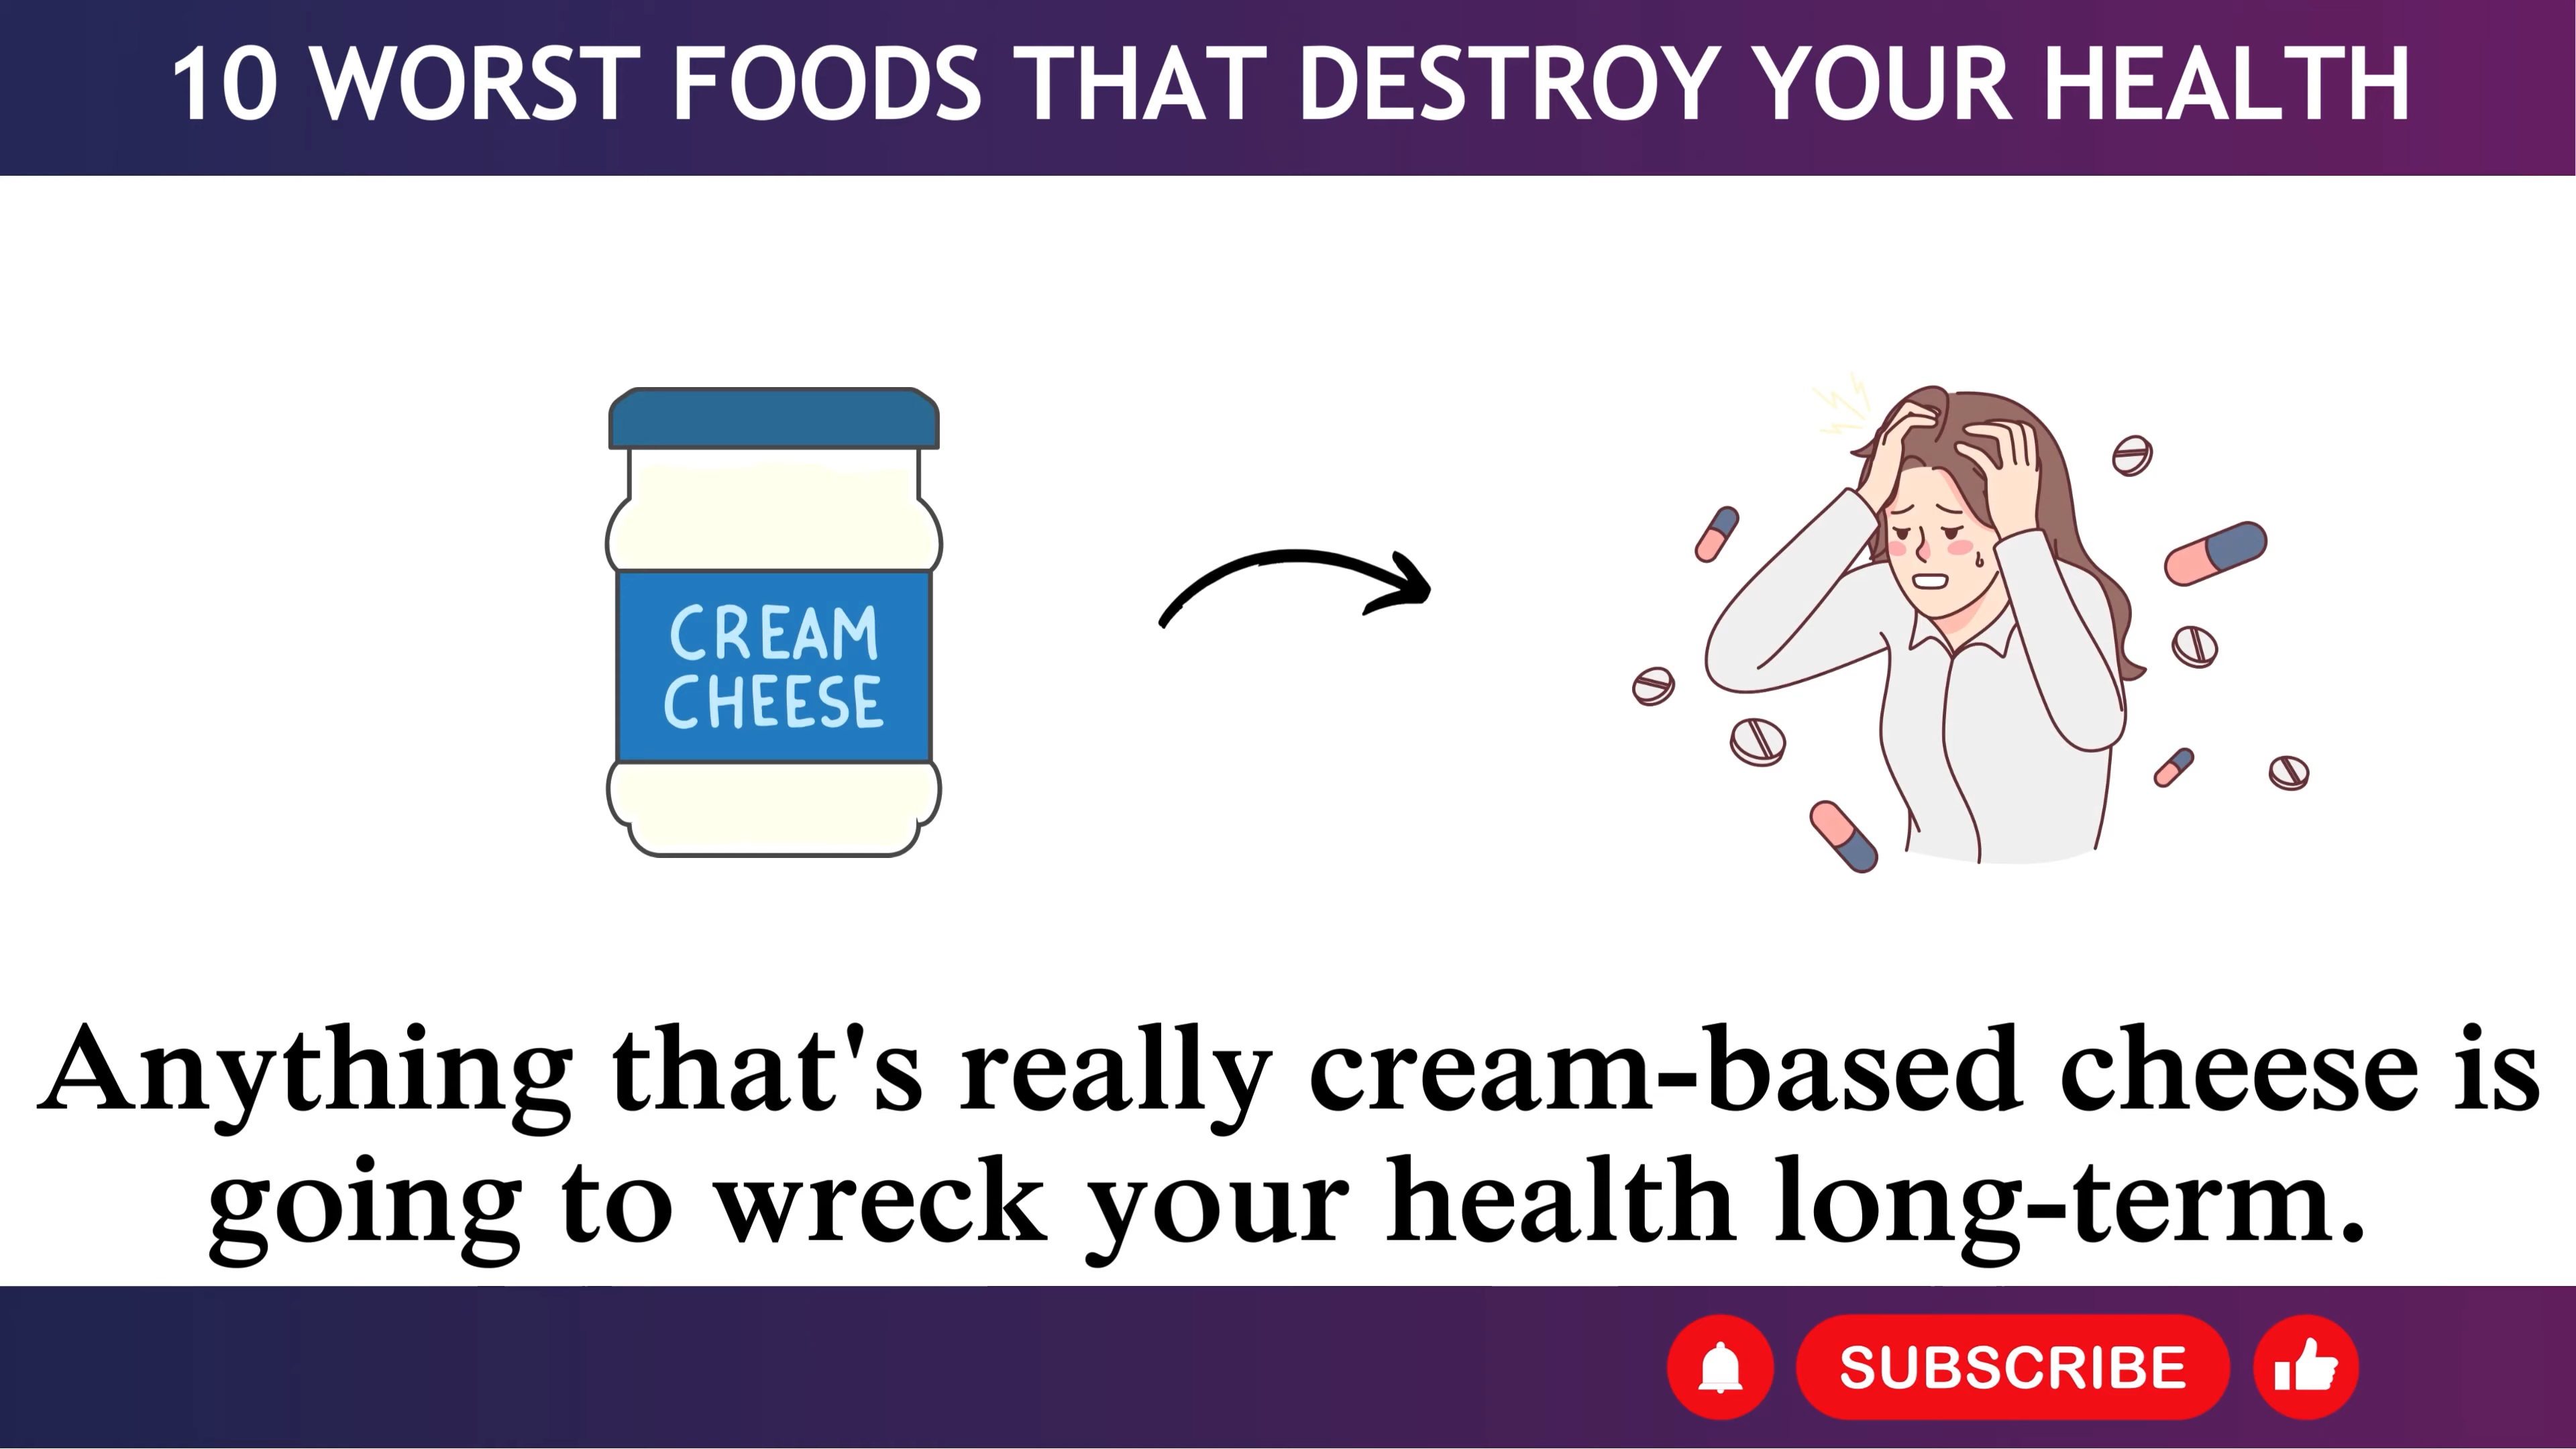 10 WORST FOODS THAT DESTROY YOUR HEALTH
CREAM
CHEESE
Anything that's really cream-based cheese is
going to wreck your health long-term.
SUBSCRIBE